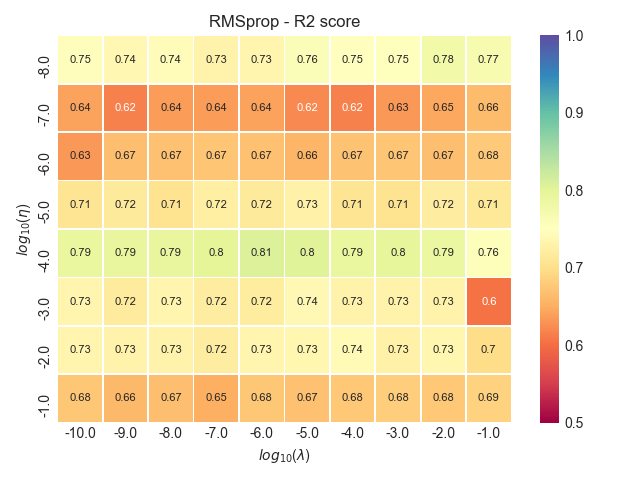 RMSprop - R2 score
-8.0 0.75 0.74 0.74 0.73 0.73 0.76 0.75 0.75 0.78 0.77
-7.0 0.64 0.62 0.64 0.64 0.64 0.62 0.62 0.63 0.65 0.66
-6.0 0.63 0.67 0.67 0.67 0.67 0.66 0.67 0.67 0.67 0.68
-5.0 0.71 0.72 0.71 0.72 0.72 0.73 0.71 0.71 0.72 0.71
-4.0 0.79 0.79 0.79 0.8 0.81 0.8 0.79 0.8 0.79 0.76
-3.0 0.73 0.72 0.73 0.72 0.72 0.74 0.73 0.73 0.73 0.6
-2.0 0.73 0.73 0.73 0.72 0.73 0.73 0.74 0.73 0.73 0.7
-1.0 0.68 0.66 0.67 0.65 0.68 0.67 0.68 0.68 0.68 0.69
-10.0 -9.0 -8.0 -7.0 -6.0 -5.0 -4.0 -3.0 -2.0 -1.0
log₁₀(λ)
log₁₀(η)
1.0
0.9
0.8
0.7
0.6
0.5